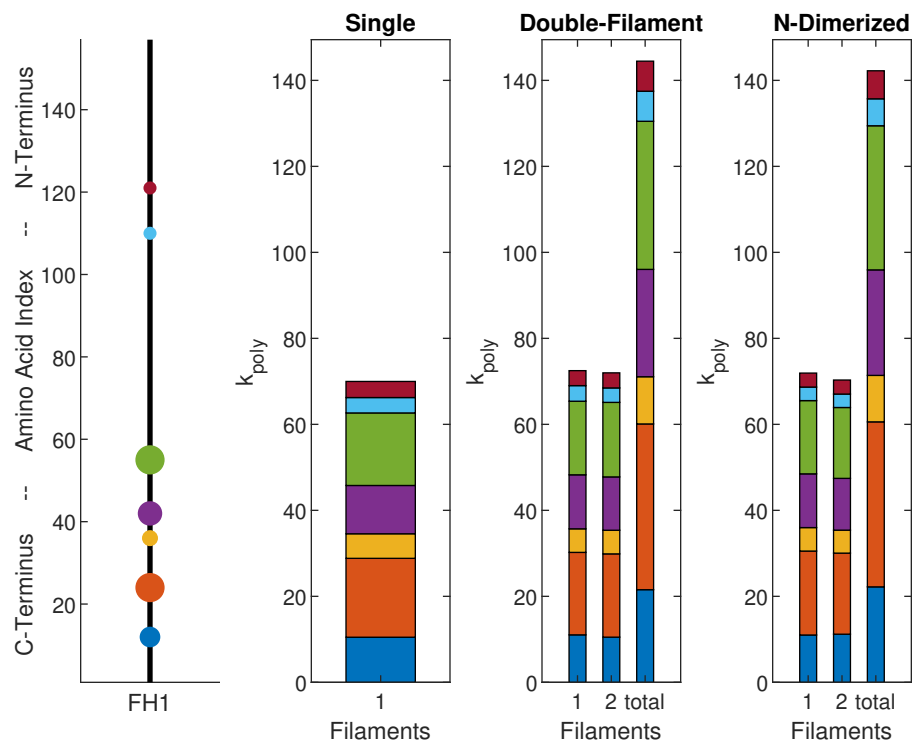 Single
Double-Filament
N-Dimerized
C-Terminus -- Amino Acid Index -- N-Terminus
140
120
100
80
60
40
20
FH1
k_poly
140
120
100
80
60
40
20
0
1
Filaments
k_poly
140
120
100
80
60
40
20
0
1 2 total
Filaments
k_poly
140
120
100
80
60
40
20
0
1 2 total
Filaments